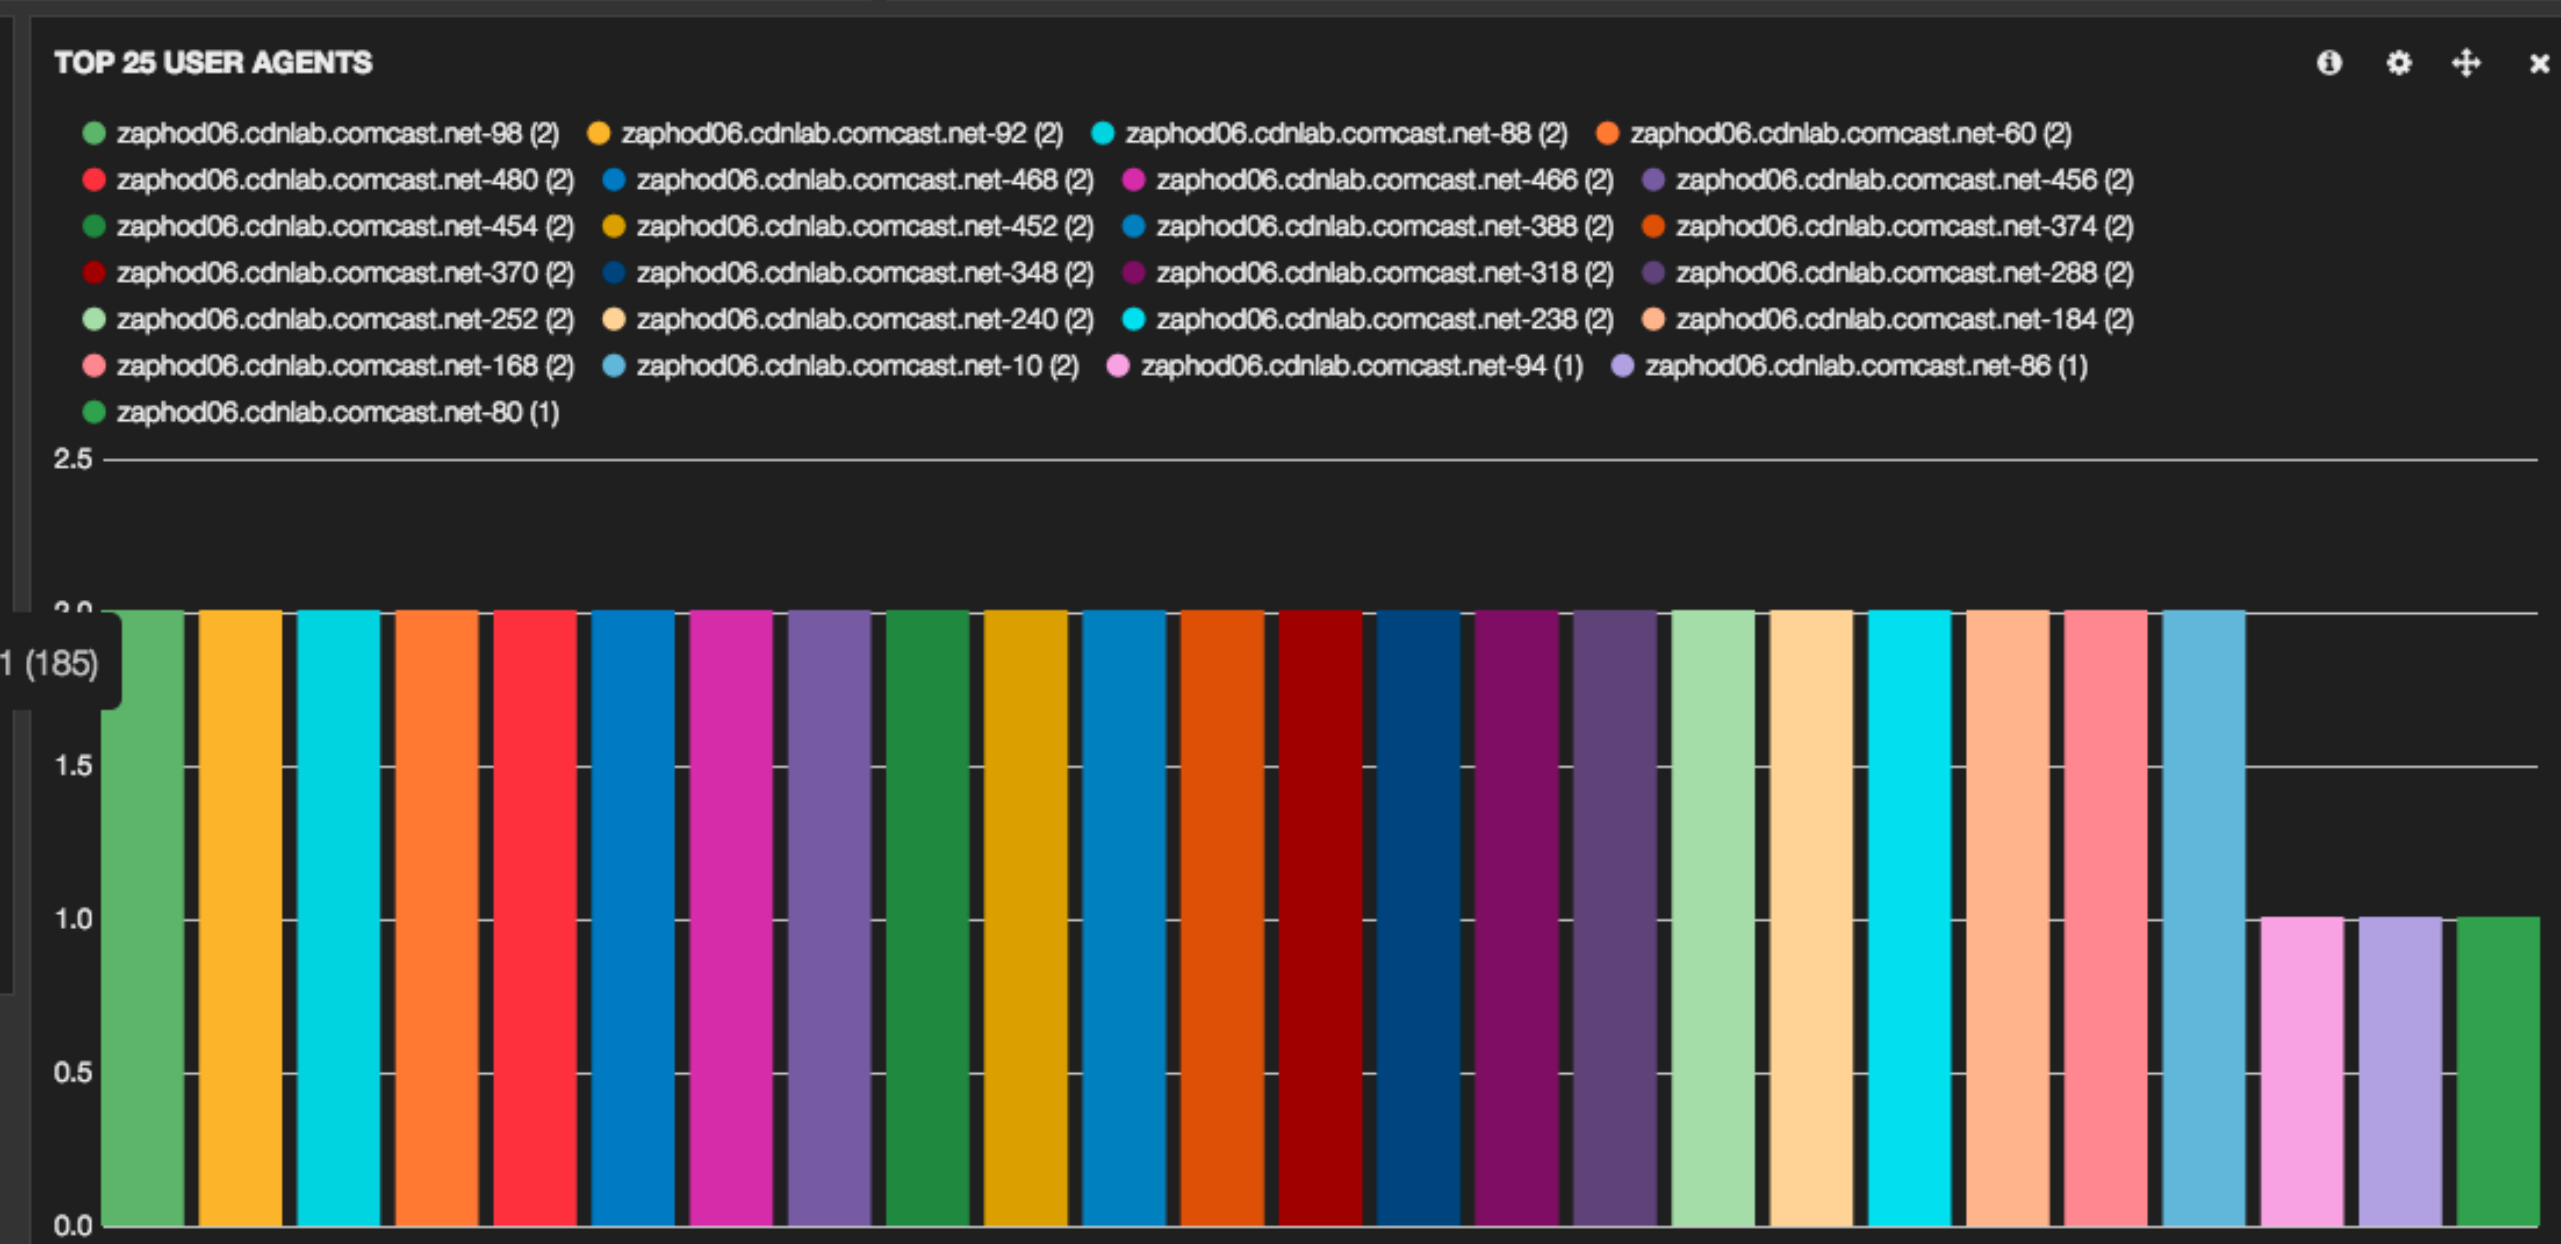 TOP 25 USER AGENTS
zaphod06.cdnlab.comcast.net-98 (2) zaphod06.cdnlab.comcast.net-92 (2) zaphod06.cdnlab.comcast.net-88 (2) zaphod06.cdnlab.comcast.net-60 (2)
zaphod06.cdnlab.comcast.net-480 (2) zaphod06.cdnlab.comcast.net-468 (2) zaphod06.cdnlab.comcast.net-466 (2) zaphod06.cdnlab.comcast.net-456 (2)
zaphod06.cdnlab.comcast.net-454 (2) zaphod06.cdnlab.comcast.net-452 (2) zaphod06.cdnlab.comcast.net-388 (2) zaphod06.cdnlab.comcast.net-374 (2)
zaphod06.cdnlab.comcast.net-370 (2) zaphod06.cdnlab.comcast.net-348 (2) zaphod06.cdnlab.comcast.net-318 (2) zaphod06.cdnlab.comcast.net-288 (2)
zaphod06.cdnlab.comcast.net-252 (2) zaphod06.cdnlab.comcast.net-240 (2) zaphod06.cdnlab.comcast.net-238 (2) zaphod06.cdnlab.comcast.net-184 (2)
zaphod06.cdnlab.comcast.net-168 (2) zaphod06.cdnlab.comcast.net-10 (2) zaphod06.cdnlab.comcast.net-94 (1) zaphod06.cdnlab.comcast.net-86 (1)
zaphod06.cdnlab.comcast.net-80 (1)
2.5
2.0
1 (185)
1.5
1.0
0.5
0.0